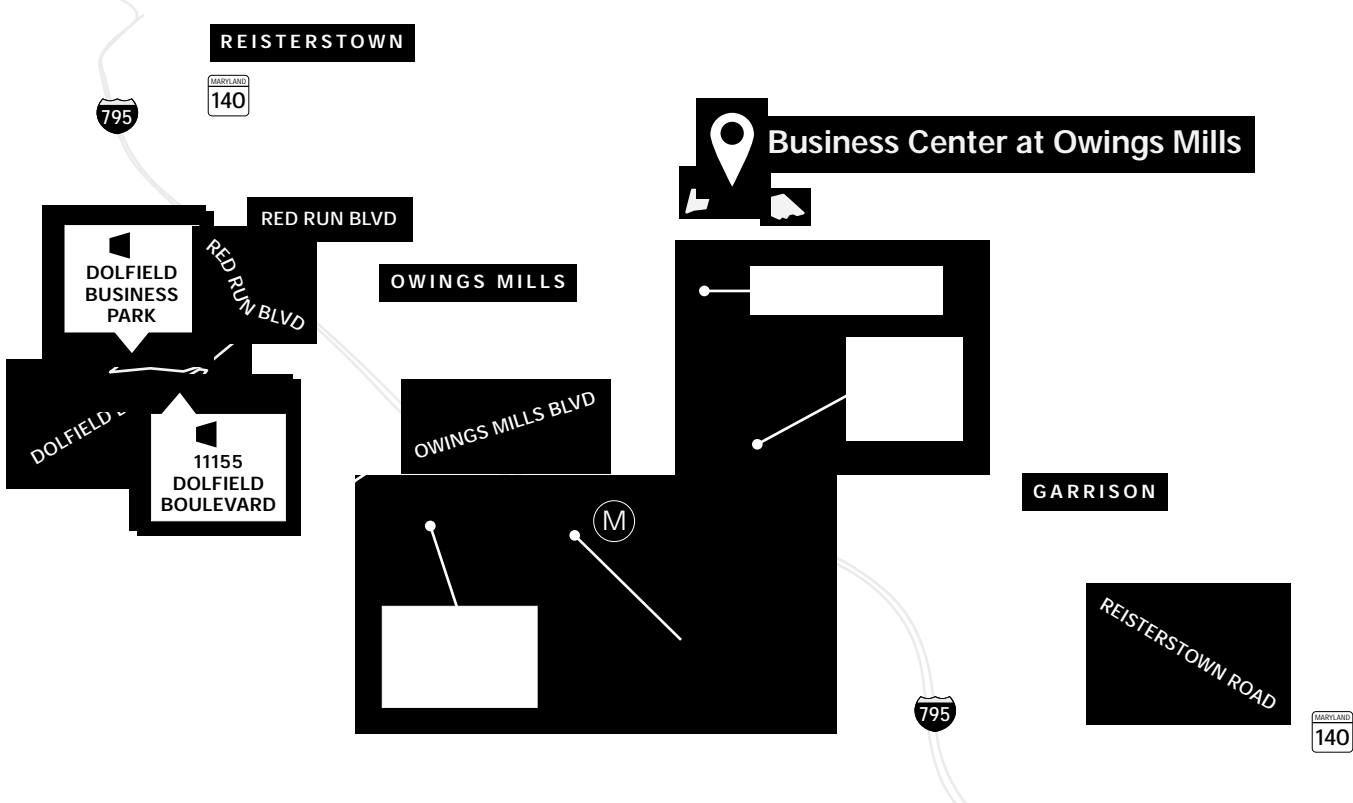 REISTERSTOWN
MARYLAND
140
795
Business Center at Owings Mills
RED RUN BLVD
RED RUN BLVD
DOLFIELD
BUSINESS
PARK
OWINGS MILLS
OWINGS MILLS BLVD
DOLFIELD
11155
DOLFIELD
BOULEVARD
M
GARRISON
REISTERSTOWN ROAD
795
MARYLAND
140